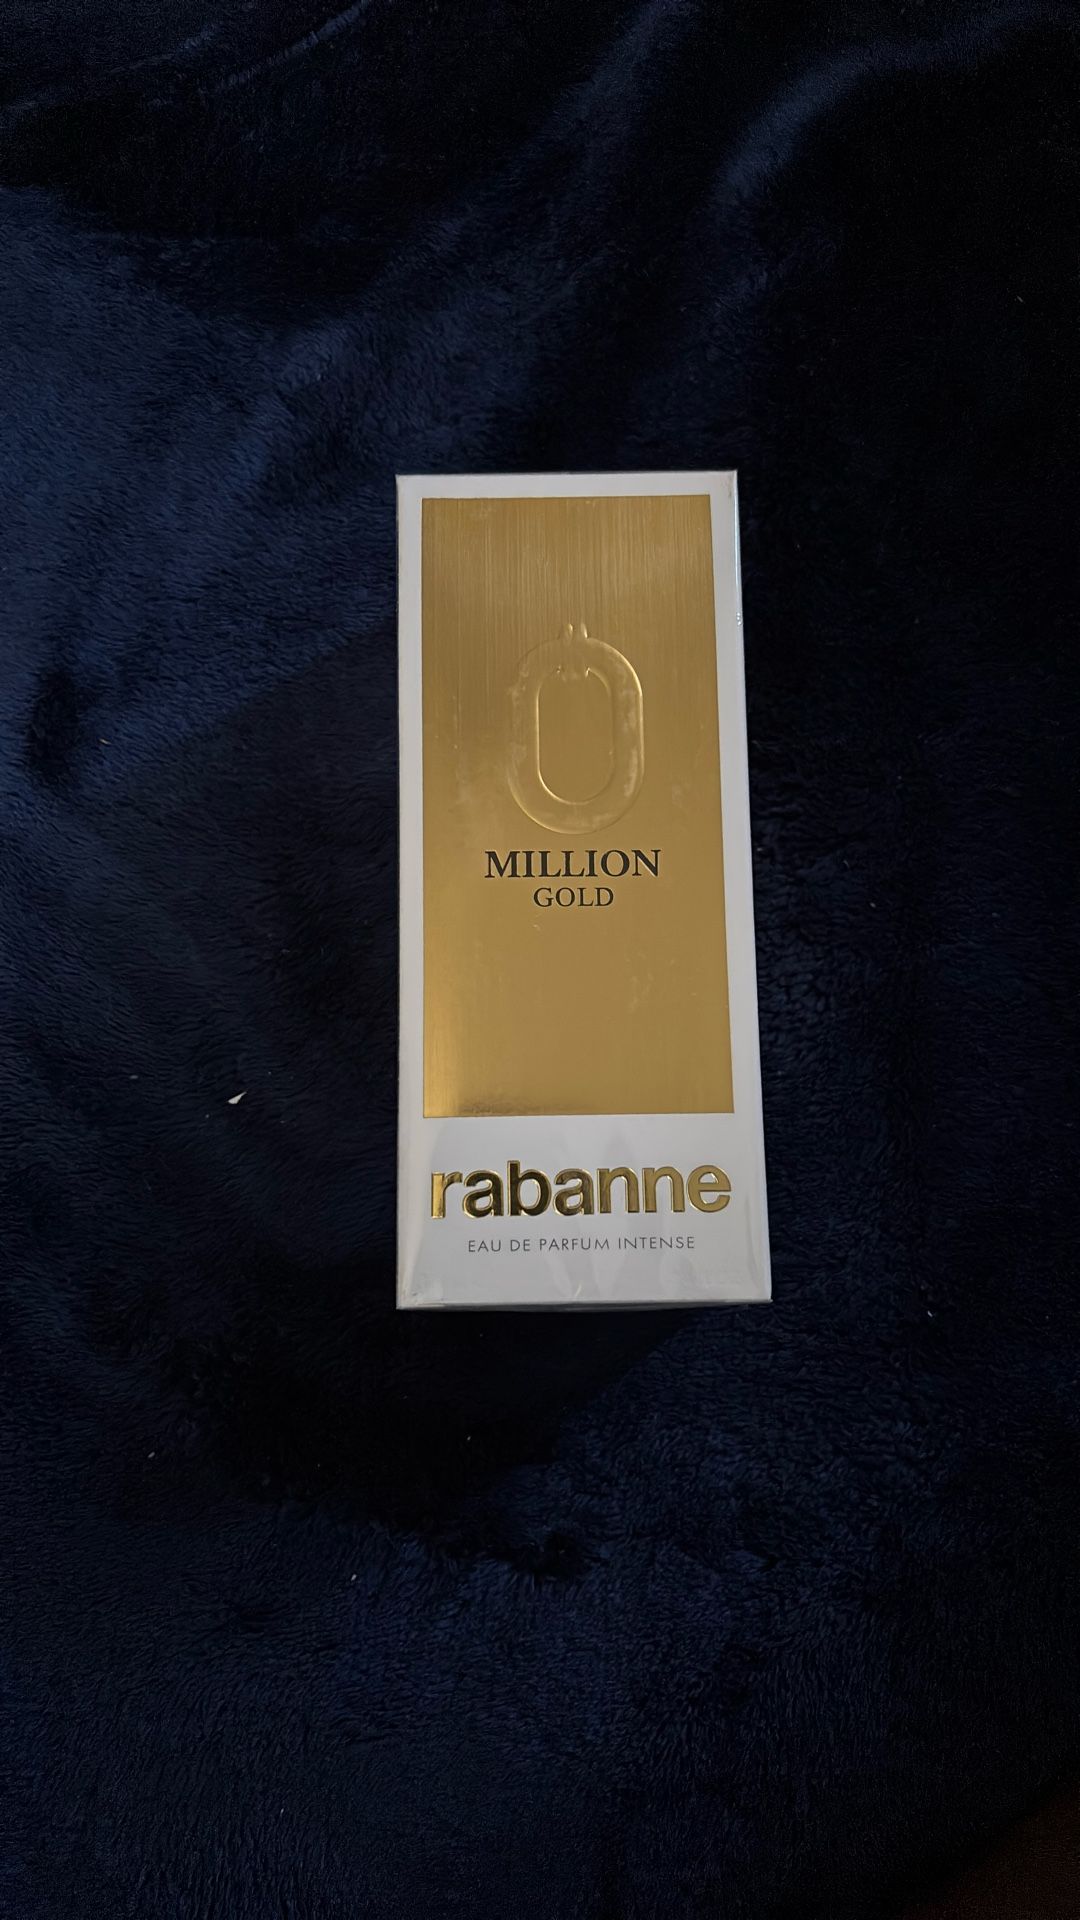 MILLION
GOLD
rabanne
EAU DE PARFUM INTENSE